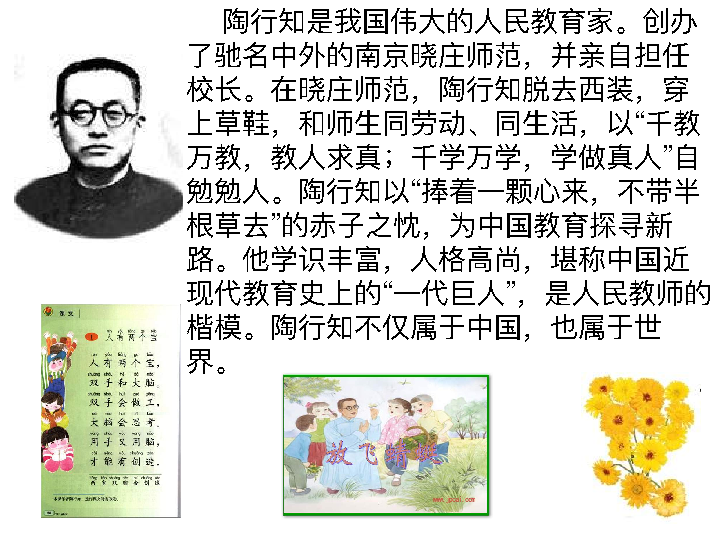 陶行知是我国伟大的人民教育家。创办
了驰名中外的南京晓庄师范，并亲自担任
校长。在晓庄师范，陶行知脱去西装，穿
上草鞋，和师生同劳动、同生活，以“千教
万教，教人求真；千学万学，学做真人”自
勉勉人。陶行知以“捧着一颗心来，不带半
根草去”的赤子之忱，为中国教育探寻新
路。他学识丰富，人格高尚，堪称中国近
现代教育史上的“一代巨人”，是人民教师的
楷模。陶行知不仅属于中国，也属于世
界。
1
人有两个宝
人有两个宝，
双手和大脑。
双手会做工，
大脑会思考。
用手又用脑，
才能有创造。
放飞蜻蜓